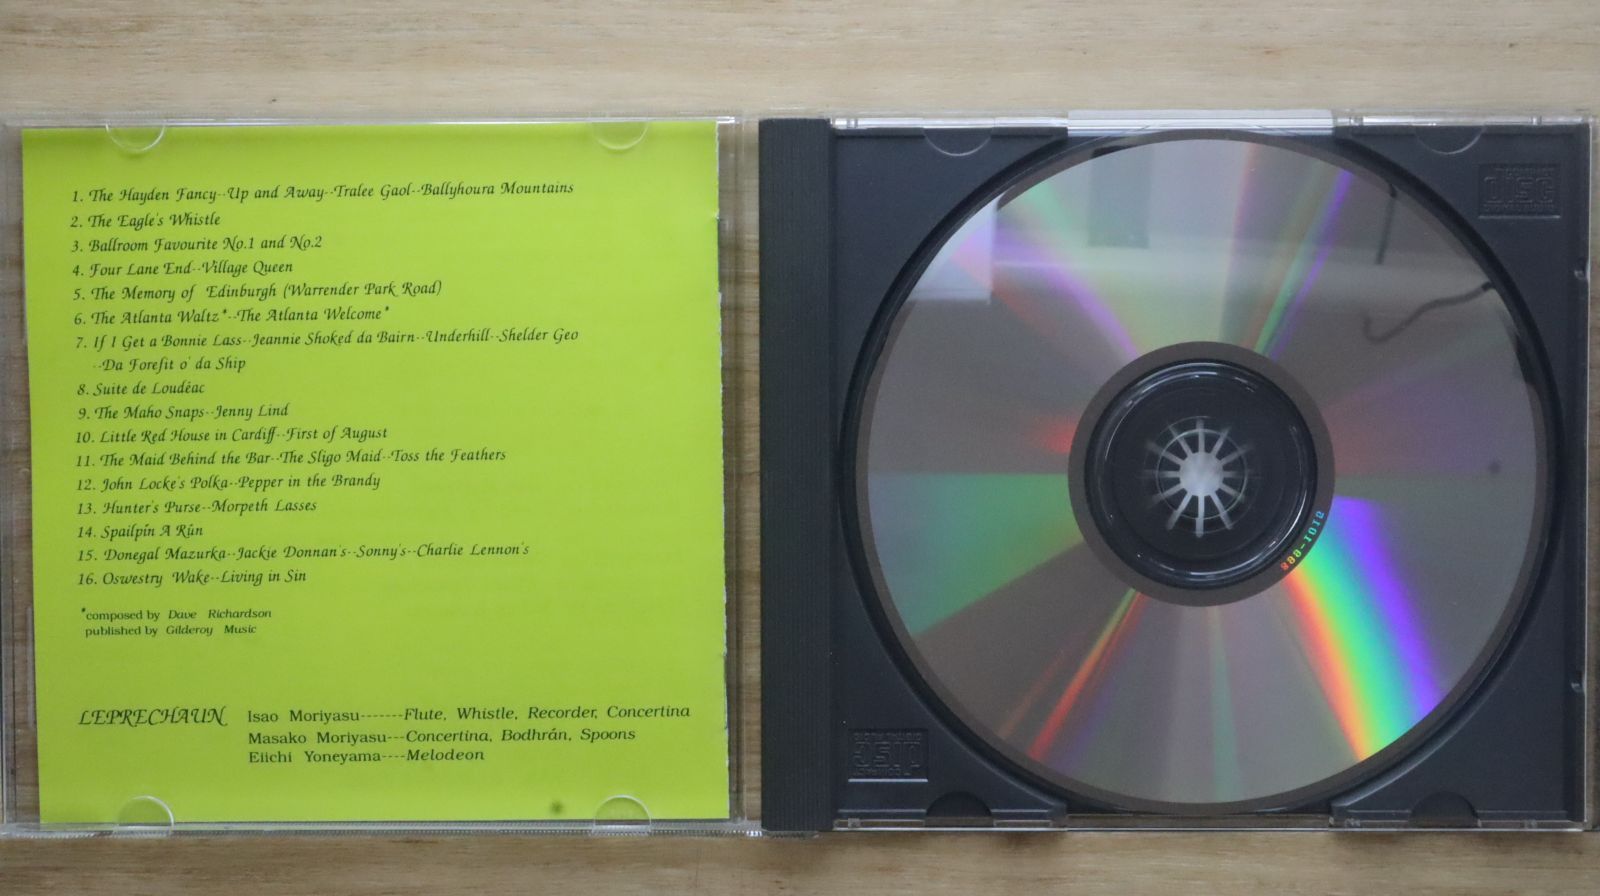 1. The Hayden Fancy--Up and Away--Tralee Gaol--Ballyhoura Mountains
2. The Eagle's Whistle
3. Ballroom Favourite No.1 and No.2
4. Four Lane End--Village Queen
5. The Memory of Edinburgh (Warrender Park Road)
6. The Atlanta Waltz*--The Atlanta Welcome*
7. If I Get a Bonnie Lass--Jeannie Shoked da Bairn--Underhill--Shelder Geo
--Da Forefit o' da Ship
8. Suite de Loudéac
9. The Maho Snaps--Jenny Lind
10. Little Red House in Cardiff--First of August
11. The Maid Behind the Bar--The Sligo Maid--Toss the Feathers
12. John Locke's Polka--Pepper in the Brandy
13. Hunter's Purse--Morpeth Lasses
14. Spailpín A Rûn
15. Donegal Mazurka--Jackie Donnan's--Sonny's--Charlie Lennon's
16. Oswestry Wake--Living in Sin
*composed by Dave Richardson
published by Gilderoy Music
LEPRECHAUN Isao Moriyasu-------Flute, Whistle, Recorder, Concertina
Masako Moriyasu---Concertina, Bodhrán, Spoons
Eiichi Yoneyama----Melodeon
COMPACT
disc
DIGITAL AUDIO